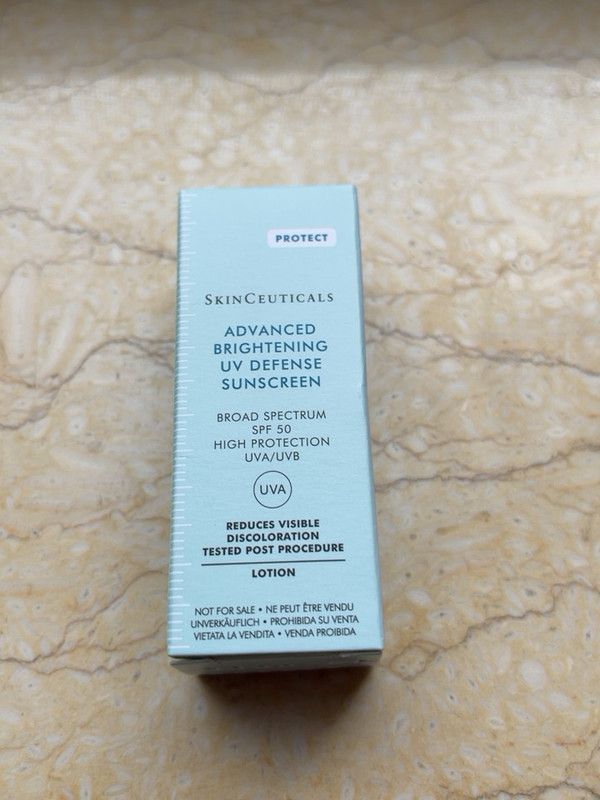 PROTECT
SKINCEUTICALS
ADVANCED
BRIGHTENING
UV DEFENSE
SUNSCREEN
BROAD SPECTRUM
SPF 50
HIGH PROTECTION
UVA/UVB
UVA
REDUCES VISIBLE
DISCOLORATION
TESTED POST PROCEDURE
LOTION
NOT FOR SALE • NE PEUT ÊTRE VENDU
UNVERKÄUFLICH • PROHIBIDA SU VENTA
VIETATA LA VENDITA • VENDA PROIBIDA